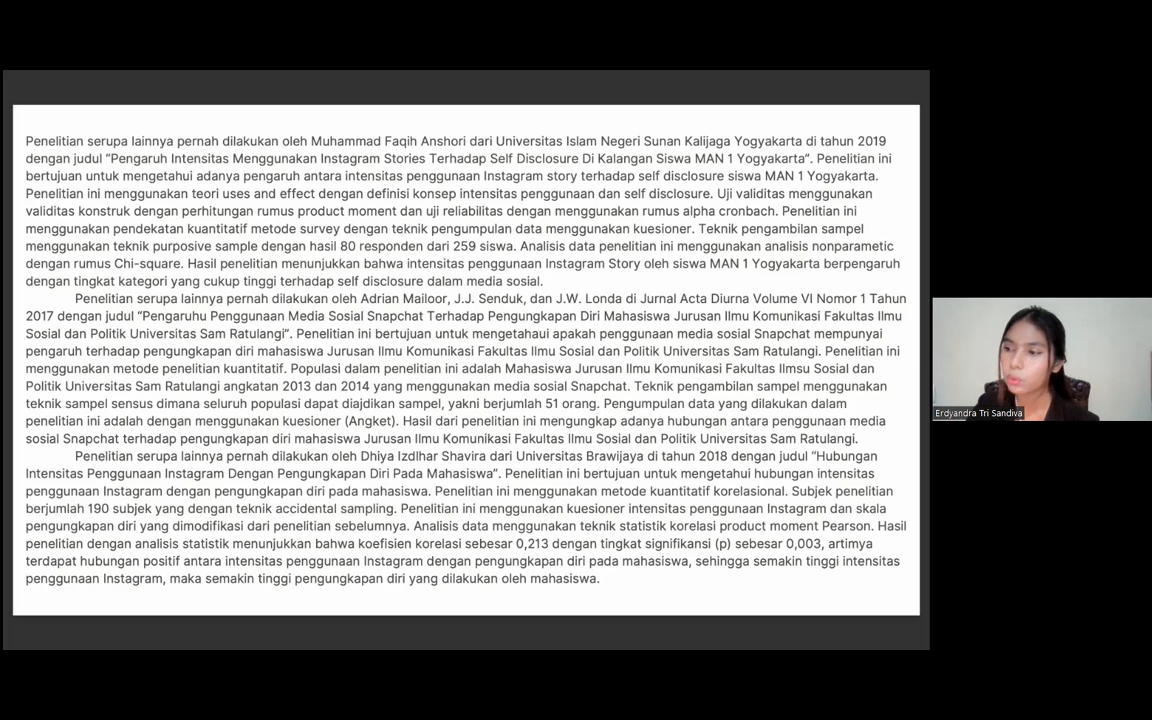 Penelitian serupa lainnya pernah dilakukan oleh Muhammad Faqih Anshori dari Universitas Islam Negeri Sunan Kalijaga Yogyakarta di tahun 2019
dengan judul “Pengaruh Intensitas Menggunakan Instagram Stories Terhadap Self Disclosure Di Kalangan Siswa MAN 1 Yogyakarta”. Penelitian ini
bertujuan untuk mengetahui adanya pengaruh antara intensitas penggunaan Instagram story terhadap self disclosure siswa MAN 1 Yogyakarta.
Penelitian ini menggunakan teori uses and effect dengan definisi konsep intensitas penggunaan dan self disclosure. Uji validitas menggunakan
validitas konstruk dengan perhitungan rumus product moment dan uji reliabilitas dengan menggunakan rumus alpha cronbach. Penelitian ini
menggunakan pendekatan kuantitatif metode survey dengan teknik pengumpulan data menggunakan kuesioner. Teknik pengambilan sampel
menggunakan teknik purposive sample dengan hasil 80 responden dari 259 siswa. Analisis data penelitian ini menggunakan analisis nonparametic
dengan rumus Chi-square. Hasil penelitian menunjukkan bahwa intensitas penggunaan Instagram Story oleh siswa MAN 1 Yogyakarta berpengaruh
dengan tingkat kategori yang cukup tinggi terhadap self disclosure dalam media sosial.
Penelitian serupa lainnya pernah dilakukan oleh Adrian Mailoor, J.J. Senduk, dan J.W. Londa di Jurnal Acta Diurna Volume VI Nomor 1 Tahun
2017 dengan judul “Pengaruhu Penggunaan Media Sosial Snapchat Terhadap Pengungkapan Diri Mahasiswa Jurusan Ilmu Komunikasi Fakultas Ilmu
Sosial dan Politik Universitas Sam Ratulangi”. Penelitian ini bertujuan untuk mengetahaui apakah penggunaan media sosial Snapchat mempunyai
pengaruh terhadap pengungkapan diri mahasiswa Jurusan Ilmu Komunikasi Fakultas Ilmu Sosial dan Politik Universitas Sam Ratulangi. Penelitian ini
menggunakan metode penelitian kuantitatif. Populasi dalam penelitian ini adalah Mahasiswa Jurusan Ilmu Komunikasi Fakultas Ilmsu Sosial dan
Politik Universitas Sam Ratulangi angkatan 2013 dan 2014 yang menggunakan media sosial Snapchat. Teknik pengambilan sampel menggunakan
teknik sampel sensus dimana seluruh populasi dapat diajdikan sampel, yakni berjumlah 51 orang. Pengumpulan data yang dilakukan dalam
penelitian ini adalah dengan menggunakan kuesioner (Angket). Hasil dari penelitian ini mengungkap adanya hubungan antara penggunaan media
sosial Snapchat terhadap pengungkapan diri mahasiswa Jurusan Ilmu Komunikasi Fakultas Ilmu Sosial dan Politik Universitas Sam Ratulangi.
Penelitian serupa lainnya pernah dilakukan oleh Dhiya Izdlhar Shavira dari Universitas Brawijaya di tahun 2018 dengan judul “Hubungan
Intensitas Penggunaan Instagram Dengan Pengungkapan Diri Pada Mahasiswa”. Penelitian ini bertujuan untuk mengetahui hubungan intensitas
penggunaan Instagram dengan pengungkapan diri pada mahasiswa. Penelitian ini menggunakan metode kuantitatif korelasional. Subjek penelitian
berjumlah 190 subjek yang dengan teknik accidental sampling. Penelitian ini menggunakan kuesioner intensitas penggunaan Instagram dan skala
pengungkapan diri yang dimodifikasi dari penelitian sebelumnya. Analisis data menggunakan teknik statistik korelasi product moment Pearson. Hasil
penelitian dengan analisis statistik menunjukkan bahwa koefisien korelasi sebesar 0,213 dengan tingkat signifikansi (p) sebesar 0,003, artimya
terdapat hubungan positif antara intensitas penggunaan Instagram dengan pengungkapan diri pada mahasiswa, sehingga semakin tinggi intensitas
penggunaan Instagram, maka semakin tinggi pengungkapan diri yang dilakukan oleh mahasiswa.
Erdyandra Tri Sandiva